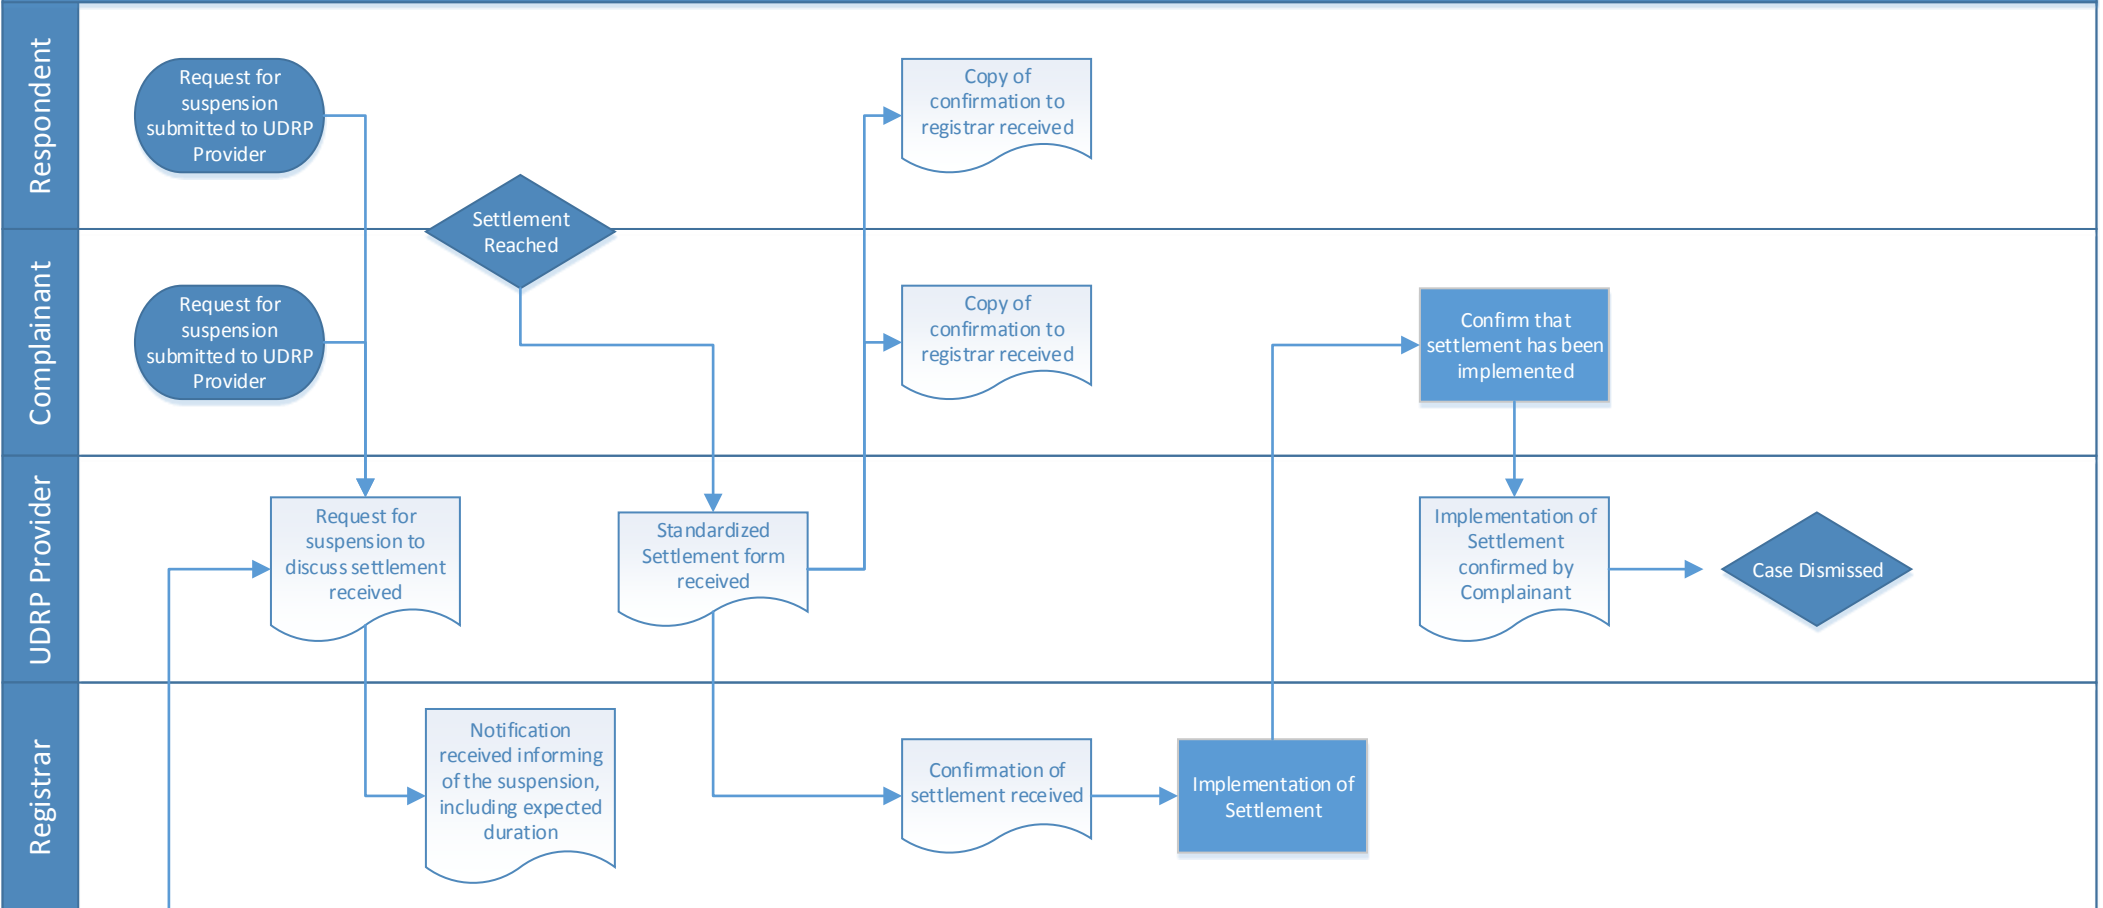 Respondent
Request for
suspension
submitted to UDRP
Provider
Copy of
confirmation to
registrar received
Settlement
Reached
Complainant
Request for
suspension
submitted to UDRP
Provider
Copy of
confirmation to
registrar received
Confirm that
settlement has been
implemented
UDRP Provider
Request for
suspension to
discuss settlement
received
Standardized
Settlement form
received
Implementation of
Settlement
confirmed by
Complainant
Case Dismissed
Registrar
Notification
received informing
of the suspension,
including expected
duration
Confirmation of
settlement received
Implementation of
Settlement